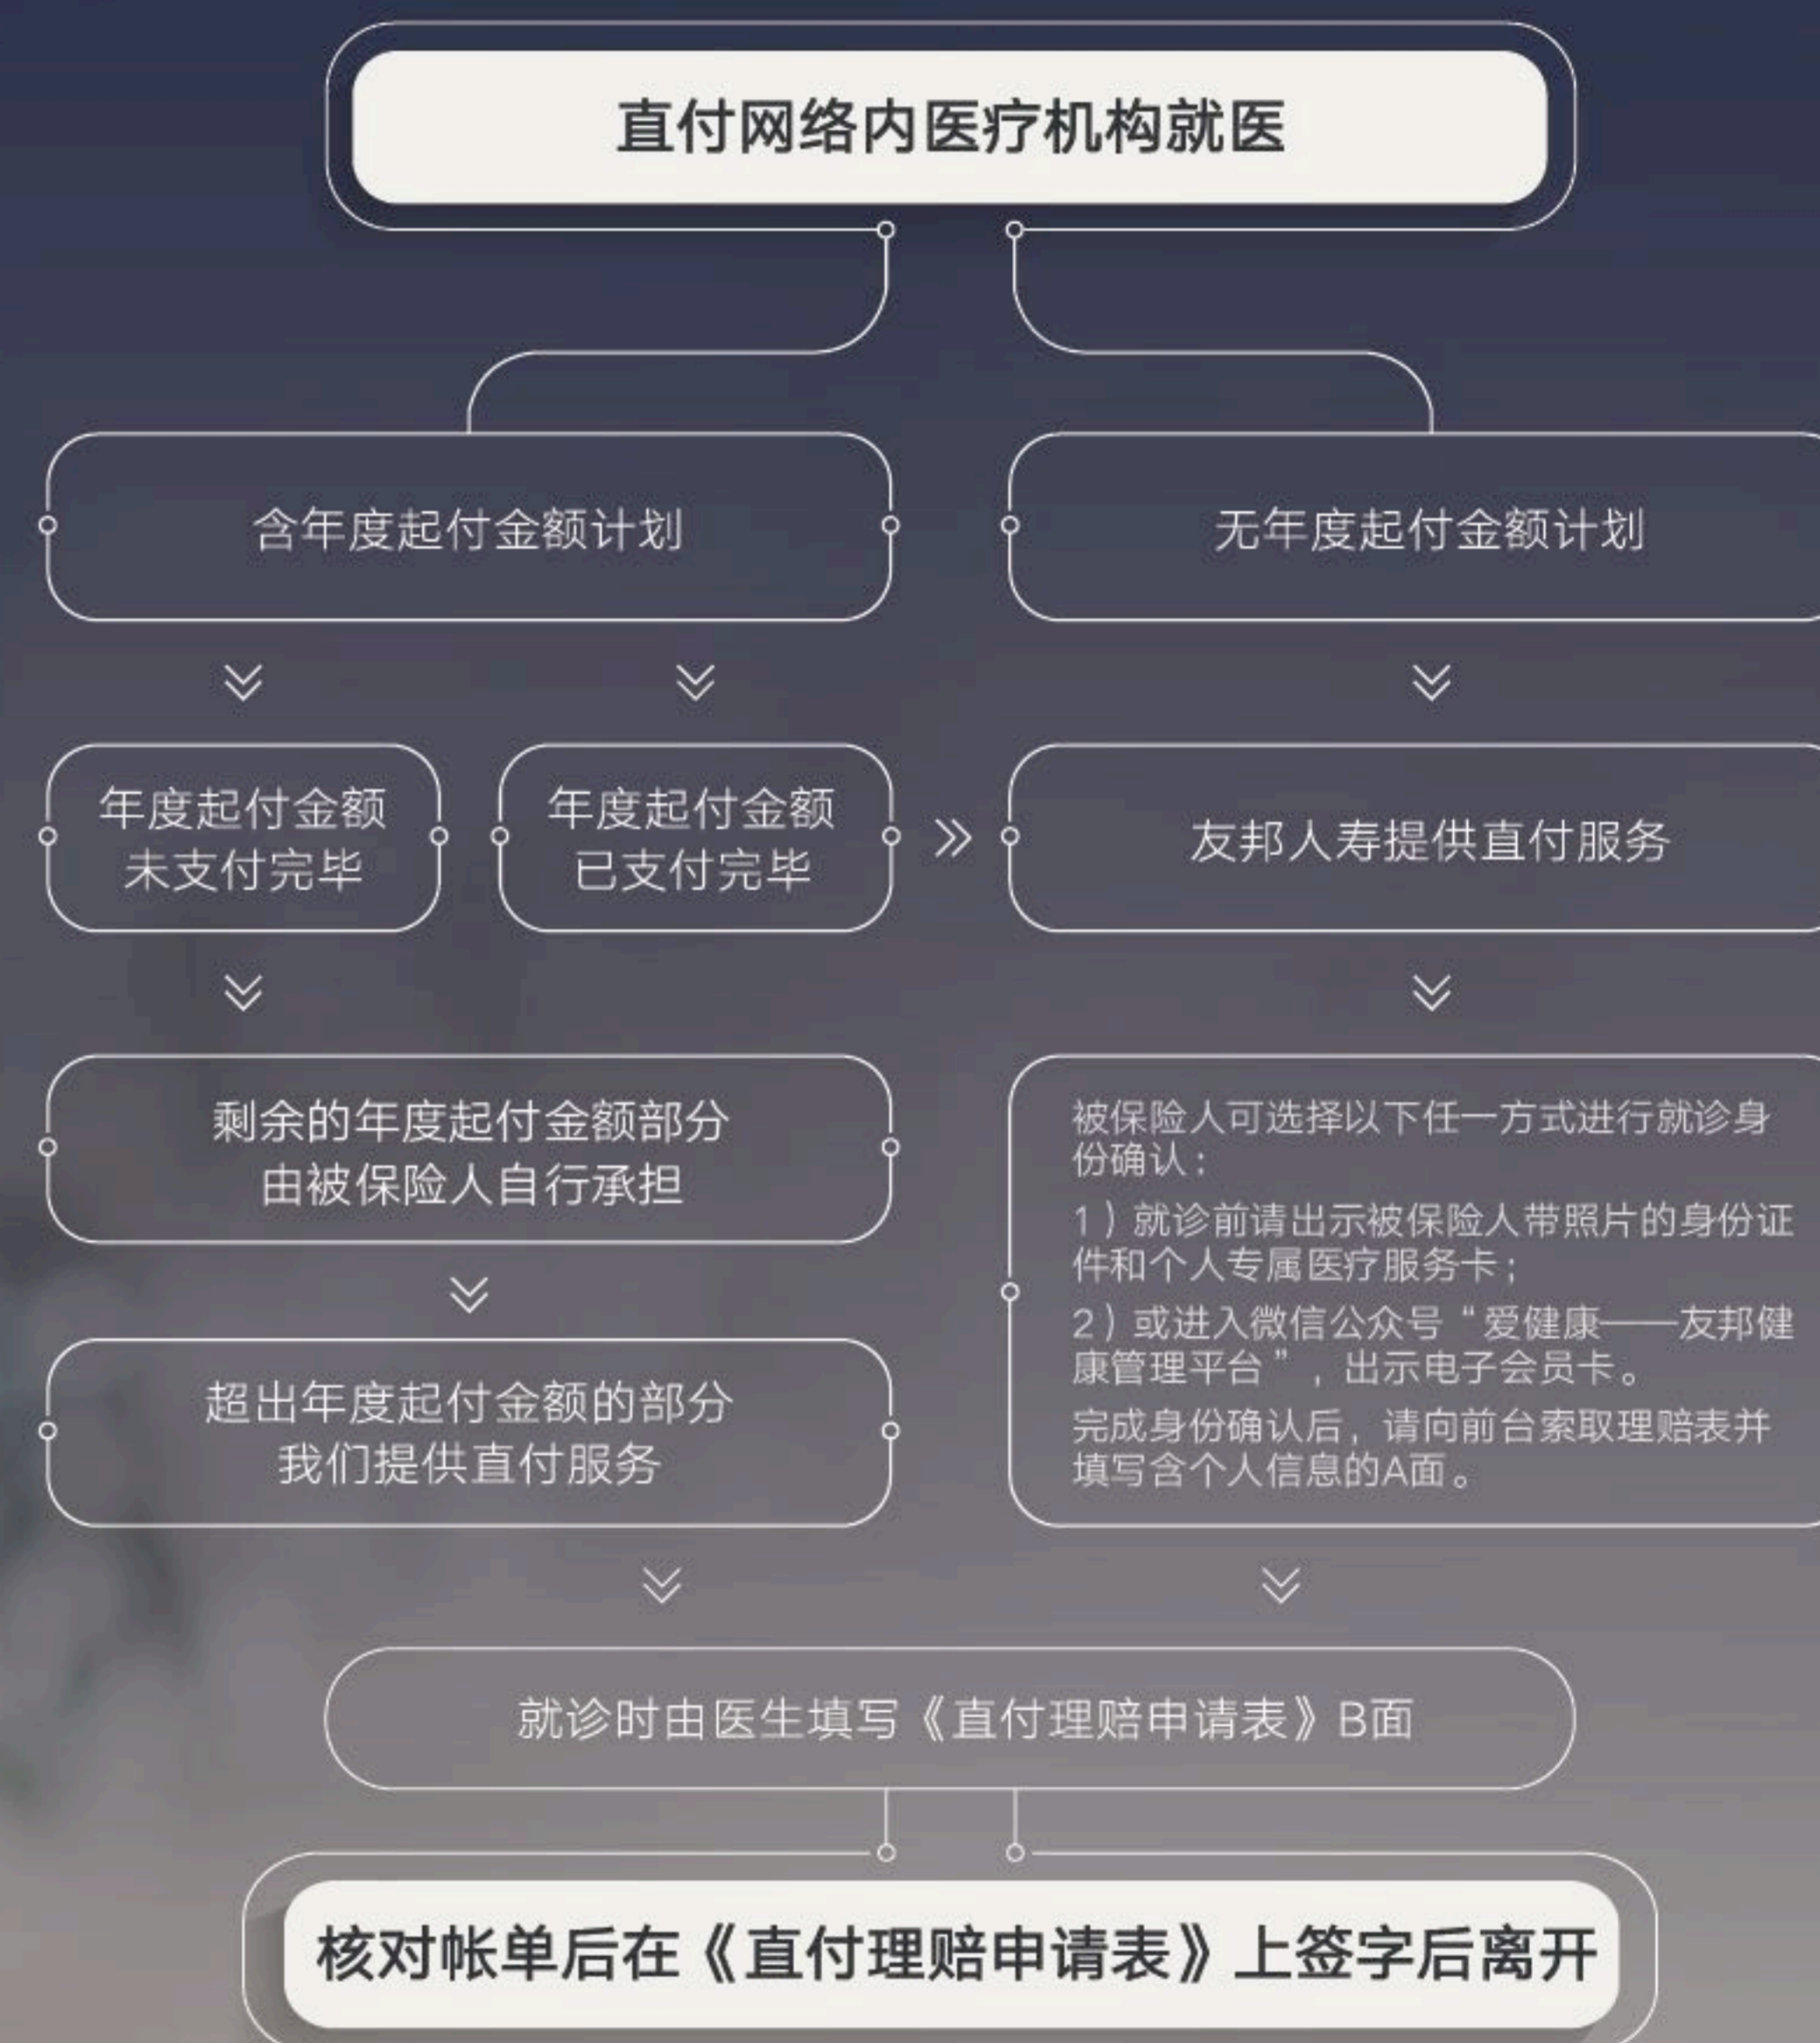 直付网络内医疗机构就医
含年度起付金额计划
无年度起付金额计划
年度起付金额
未支付完毕
年度起付金额
已支付完毕
友邦人寿提供直付服务
剩余的年度起付金额部分
由被保险人自行承担
超出年度起付金额的部分
我们提供直付服务
被保险人可选择以下任一方式进行就诊身
份确认：
1）就诊前请出示被保险人带照片的身份证
件和个人专属医疗服务卡；
2）或进入微信公众号“爱健康——友邦健
康管理平台”，出示电子会员卡。
完成身份确认后，请向前台索取理赔表并
填写含个人信息的A面。
就诊时由医生填写《直付理赔申请表》B面
核对帐单后在《直付理赔申请表》上签字后离开